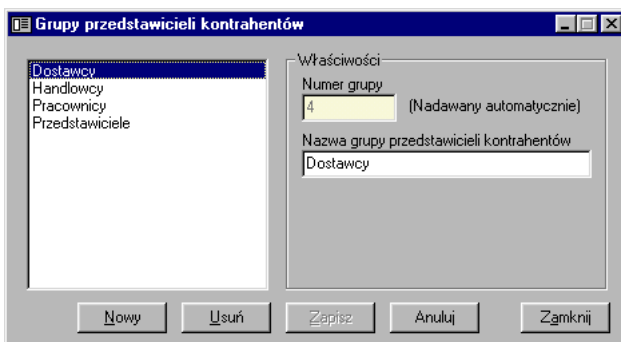 Grupy przedstawicieli kontrahentów
Dostawcy
Handlowcy
Pracownicy
Przedstawiciele
Właściwości
Numer grupy
4 (Nadawany automatycznie)
Nazwa grupy przedstawicieli kontrahentów
Dostawcy
Nowy Usuń Zapisz Anuluj Zamknij